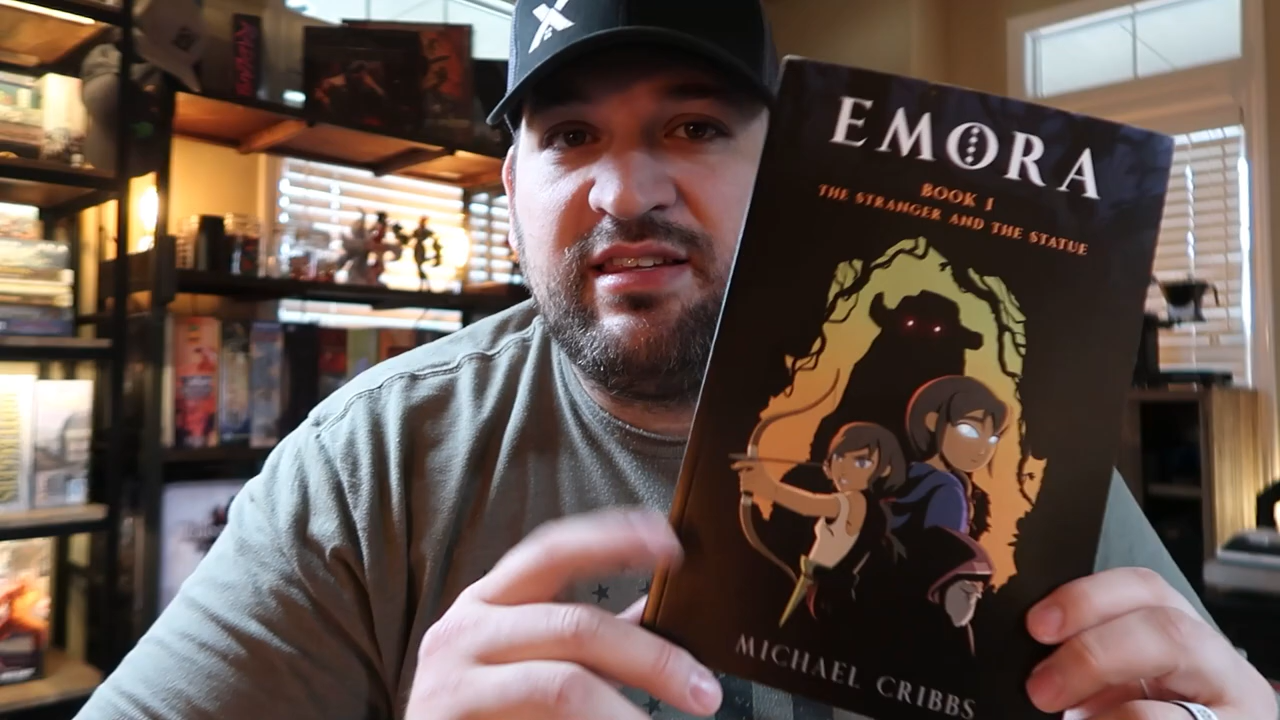 EMORA
BOOK I
THE STRANGER AND THE STATUE
MICHAEL CRIBBS
X